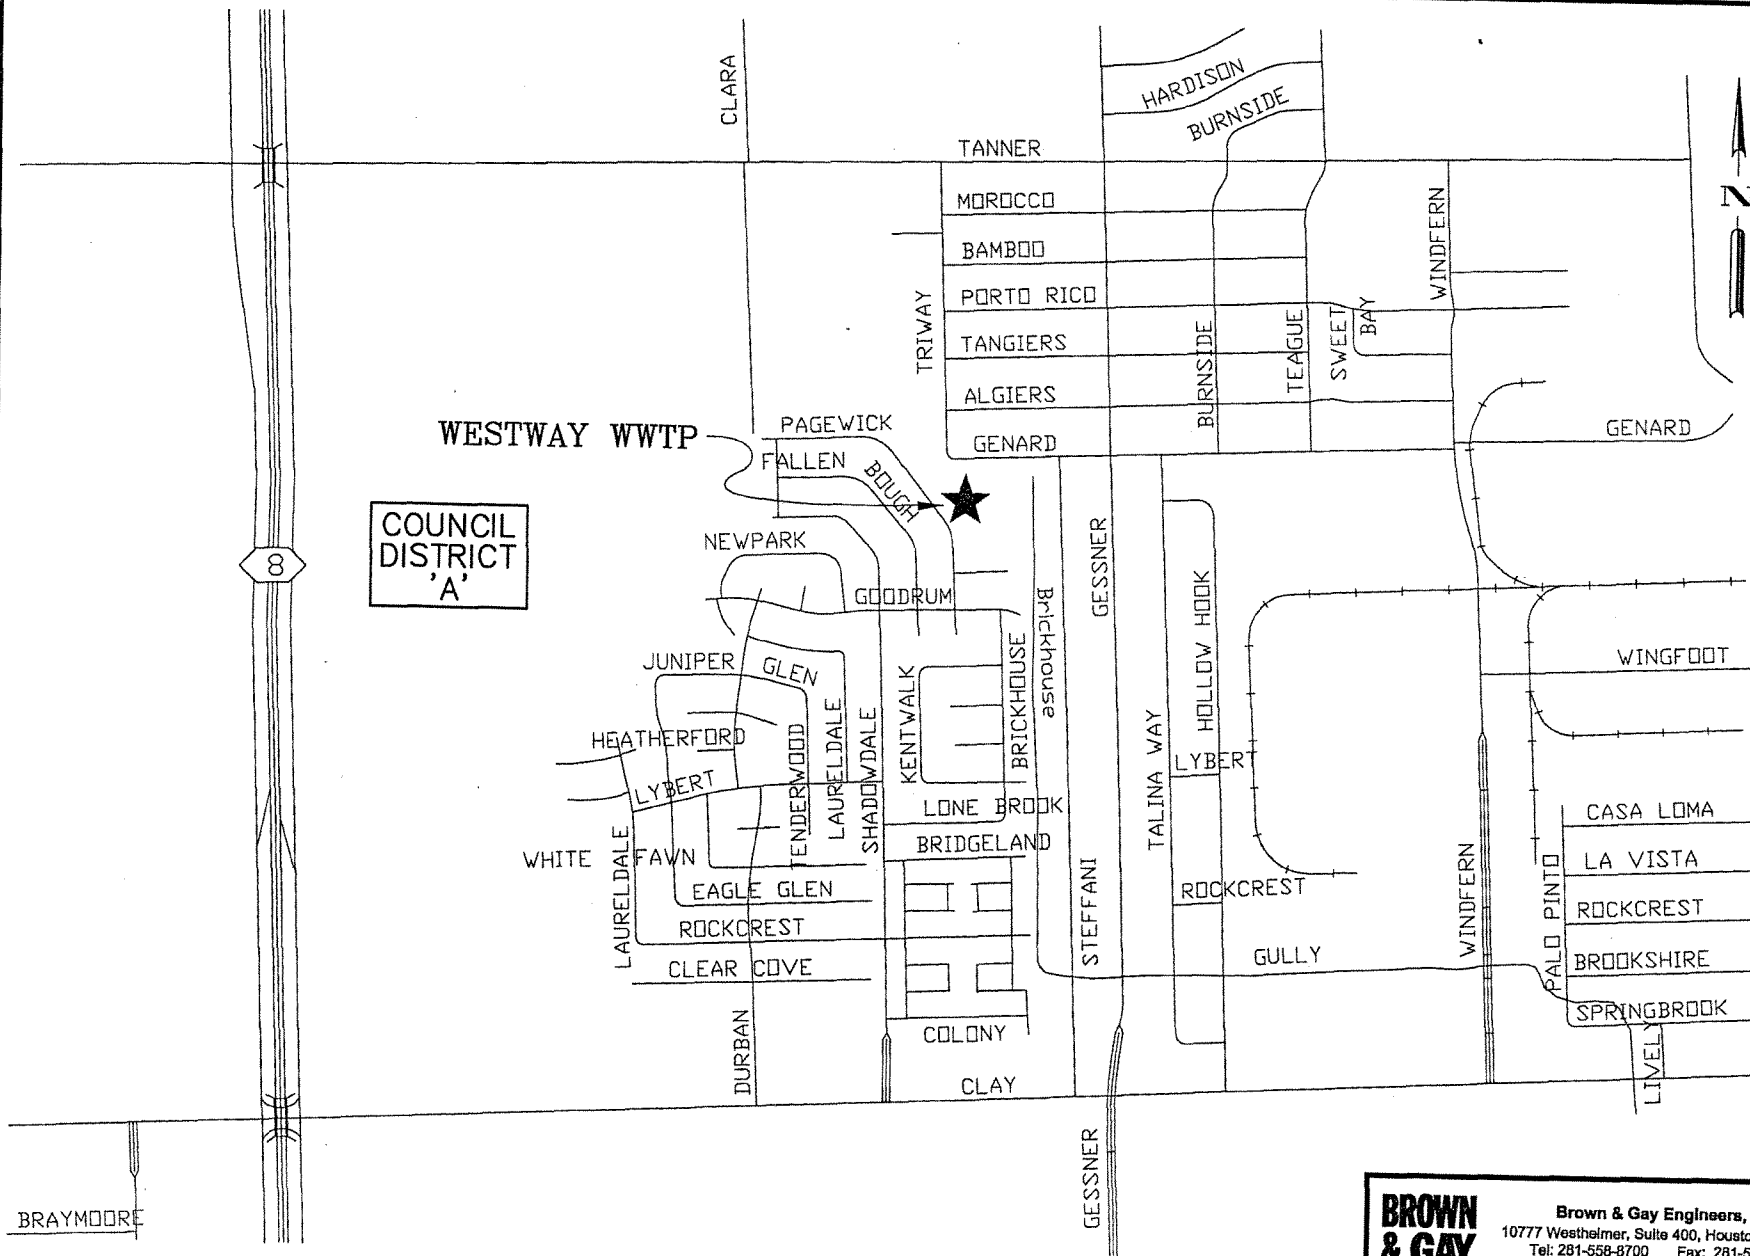 CLARA
HARDISON
BURNSIDE
TANNER
MOROCCO
BAMBOO
PORTO RICO
TANGIERS
ALGIERS
GENARD
TRIWAY
BURNSIDE
TEAGUE
SWEET
BAY
WINDFERN
GENARD
N
WESTWAY WWTP
PAGEWICK
FALLEN
BOUGH
COUNCIL
DISTRICT
'A'
8
NEWPARK
GOODRUM
JUNIPER
GLEN
HEATHERFORD
LYBERT
TENDERWOOD
LAURELDALE
SHADOWDALE
KENTWALK
BRICKHOUSE
Brickhouse
GESSNER
HOLLOW HOOK
TALINA WAY
LYBERT
WINGFOOT
LONE BROOK
BRIDGELAND
WHITE FAWN
LAURELDALE
EAGLE GLEN
ROCKCREST
CLEAR COVE
STEFFANI
ROCKCREST
GULLY
WINDFERN
PALO PINTO
CASA LOMA
LA VISTA
ROCKCREST
BROOKSHIRE
SPRINGBROOK
LIVELY
DURBAN
COLONY
CLAY
GESSNER
BRAYMOORE
BROWN
& GAY
Brown & Gay Engineers,
10777 Westheimer, Suite 400, Housto
Tel: 281-558-8700 Fax: 281-5